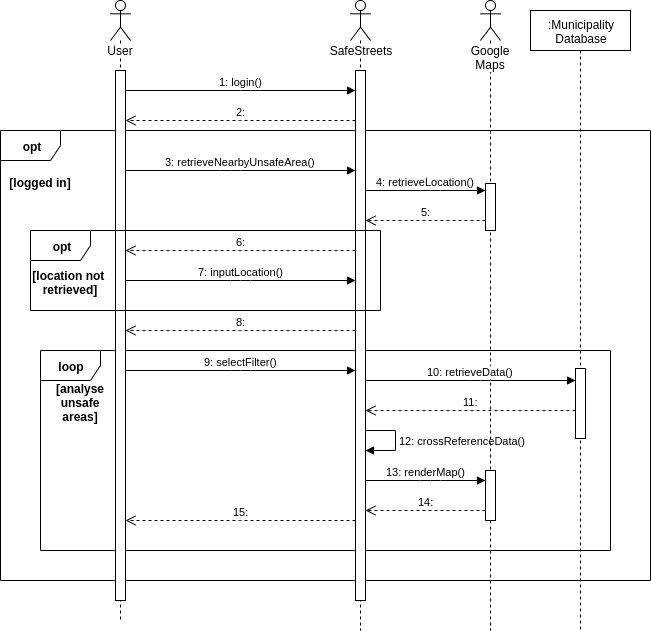 :Municipality
Database
User
SafeStreets
Google
Maps
1: login()
2:
opt
3: retrieveNearbyUnsafeArea()
[logged in]
4: retrieveLocation()
5:
opt
6:
[location not
retrieved]
7: inputLocation()
8:
loop
9: selectFilter()
10: retrieveData()
[analyse
unsafe
areas]
11:
12: crossReferenceData()
13: renderMap()
14:
15: